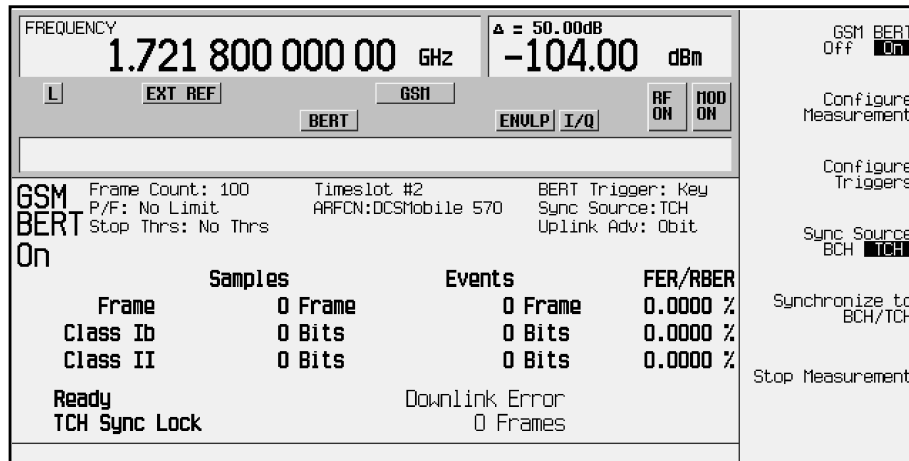 FREQUENCY
1.721 800 000 00 GHz
Δ = 50.00dB
−104.00 dBm
L EXT REF GSM
BERT ENVLP I/Q
RF ON MOD ON
GSM BERT On
Frame Count: 100 Timeslot #2 BERT Trigger: Key
P/F: No Limit ARFCN:DCSMobile 570 Sync Source:TCH
Stop Thrs: No Thrs Uplink Adv: 0bit
Samples Events FER/RBER
Frame 0 Frame 0 Frame 0.0000 %
Class Ib 0 Bits 0 Bits 0.0000 %
Class II 0 Bits 0 Bits 0.0000 %
Ready Downlink Error
TCH Sync Lock 0 Frames
GSM BERT
Off On
Configure
Measurement
Configure
Triggers
Sync Source
BCH TCH
Synchronize to
BCH/TCH
Stop Measurement